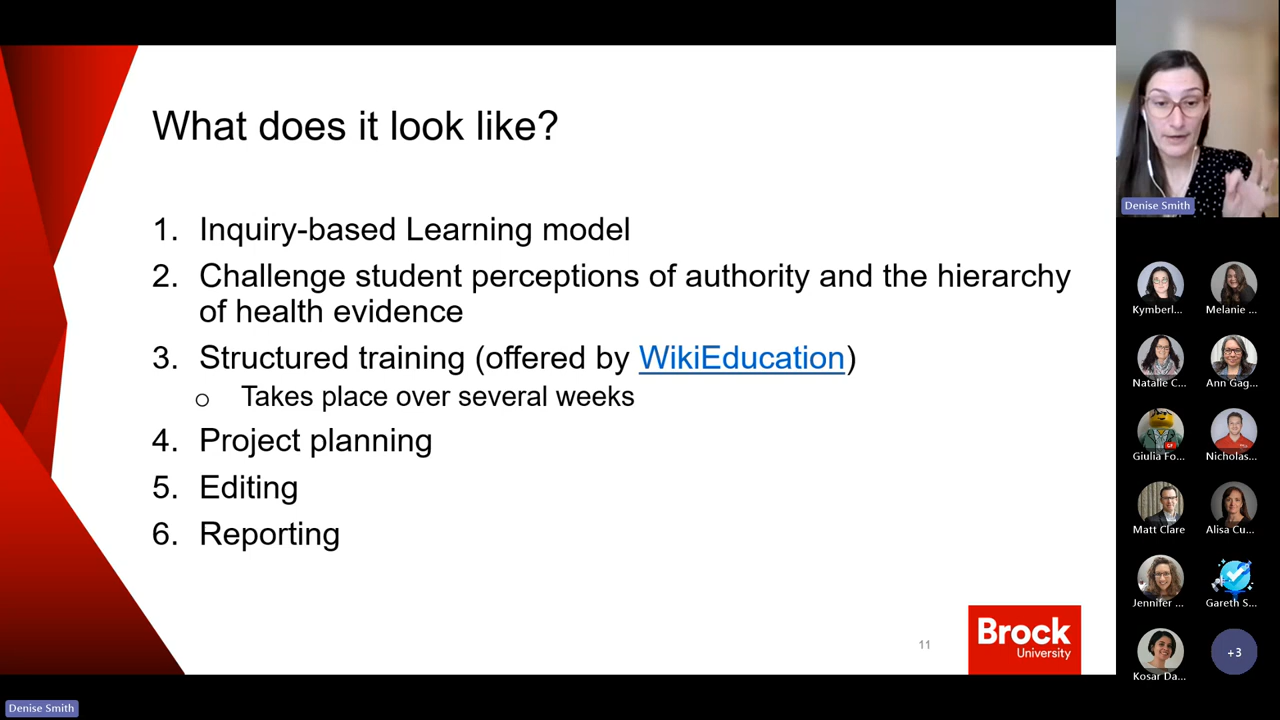 What does it look like?
1. Inquiry-based Learning model
2. Challenge student perceptions of authority and the hierarchy
of health evidence
3. Structured training (offered by WikiEducation)
o Takes place over several weeks
4. Project planning
5. Editing
6. Reporting
11
Brock
University
Denise Smith
Kymberl...
Melanie ...
Natalie C...
Ann Gag...
Giulia Fo...
Nicholas...
Matt Clare
Alisa Cu...
Jennifer ...
Gareth S...
Kosar Da...
+3
Denise Smith